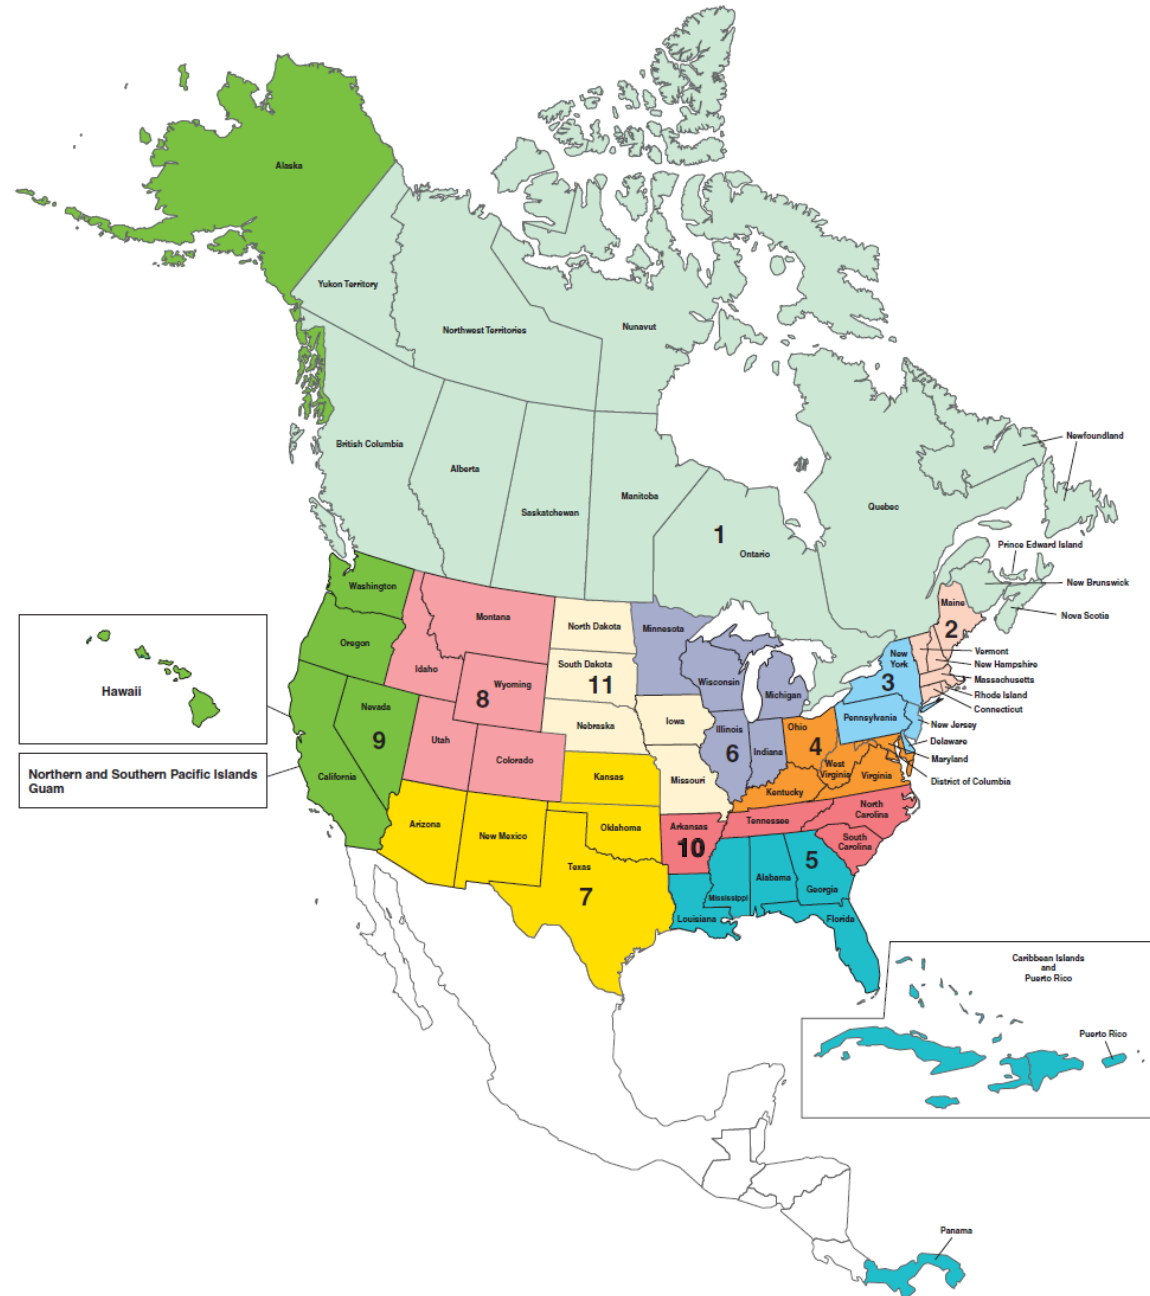 Alaska
Yukon Territory
Northwest Territories
Nunavut
British Columbia
Alberta
Saskatchewan
Manitoba
1
Ontario
Quebec
Newfoundland
Prince Edward Island
New Brunswick
Nova Scotia
Maine
2
Vermont
New Hampshire
Massachusetts
Rhode Island
Connecticut
New
York
3
Pennsylvania
New Jersey
Delaware
Maryland
District of Columbia
Washington
Oregon
Montana
Idaho
Wyoming
8
North Dakota
South Dakota
11
Nebraska
Minnesota
Wisconsin
Michigan
Iowa
Illinois
6
Indiana
Ohio
4
West
Virginia
Virginia
Kentucky
Missouri
Hawaii
Northern and Southern Pacific Islands
Guam
Nevada
9
California
Utah
Colorado
Kansas
Arizona
New Mexico
Oklahoma
Texas
7
Arkansas
10
Tennessee
North
Carolina
South
Carolina
5
Georgia
Alabama
Mississippi
Louisiana
Florida
Caribbean Islands
and
Puerto Rico
Puerto Rico
Panama